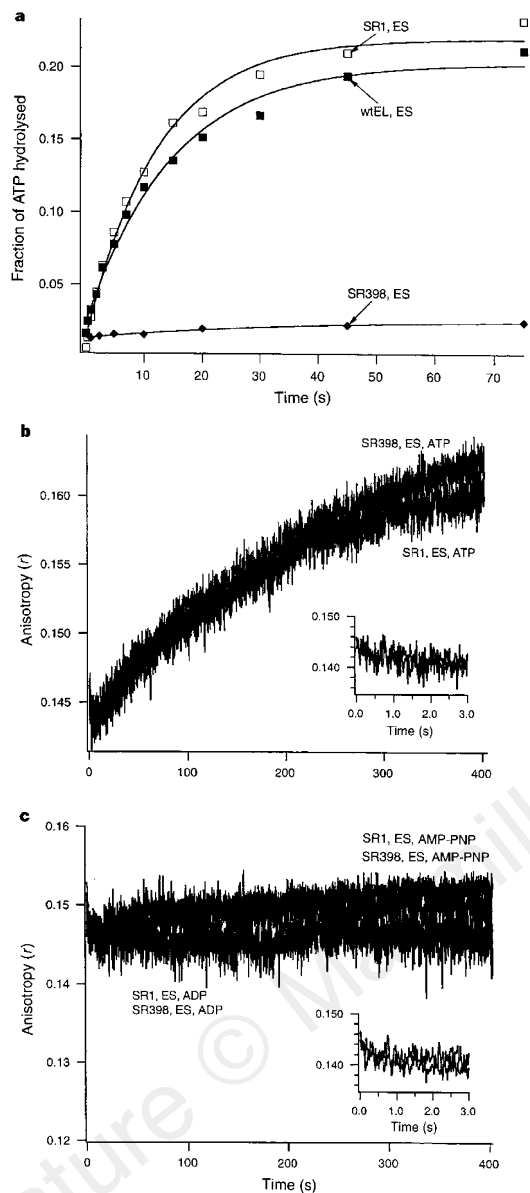 a
0.20
0.15
0.10
0.05
Fraction of ATP hydrolysed
SR1, ES
wtEL, ES
SR398, ES
10
20
30
40
50
60
70
Time (s)
b
SR398, ES, ATP
SR1, ES, ATP
0.160
0.155
0.150
0.145
Anisotropy (r)
0.150
0.140
0.0
1.0
2.0
3.0
Time (s)
0
100
200
300
400
Time (s)
c
0.16
0.15
0.14
0.13
0.12
Anisotropy (r)
SR1, ES, AMP-PNP
SR398, ES, AMP-PNP
SR1, ES, ADP
SR398, ES, ADP
0.150
0.140
0.0
1.0
2.0
3.0
Time (s)
0
100
200
300
400
Time (s)